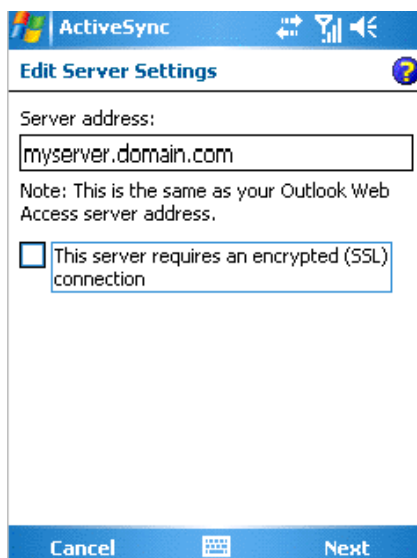 ActiveSync
Edit Server Settings
?
Server address:
myserver.domain.com
Note: This is the same as your Outlook Web
Access server address.
This server requires an encrypted (SSL)
connection
Cancel Next